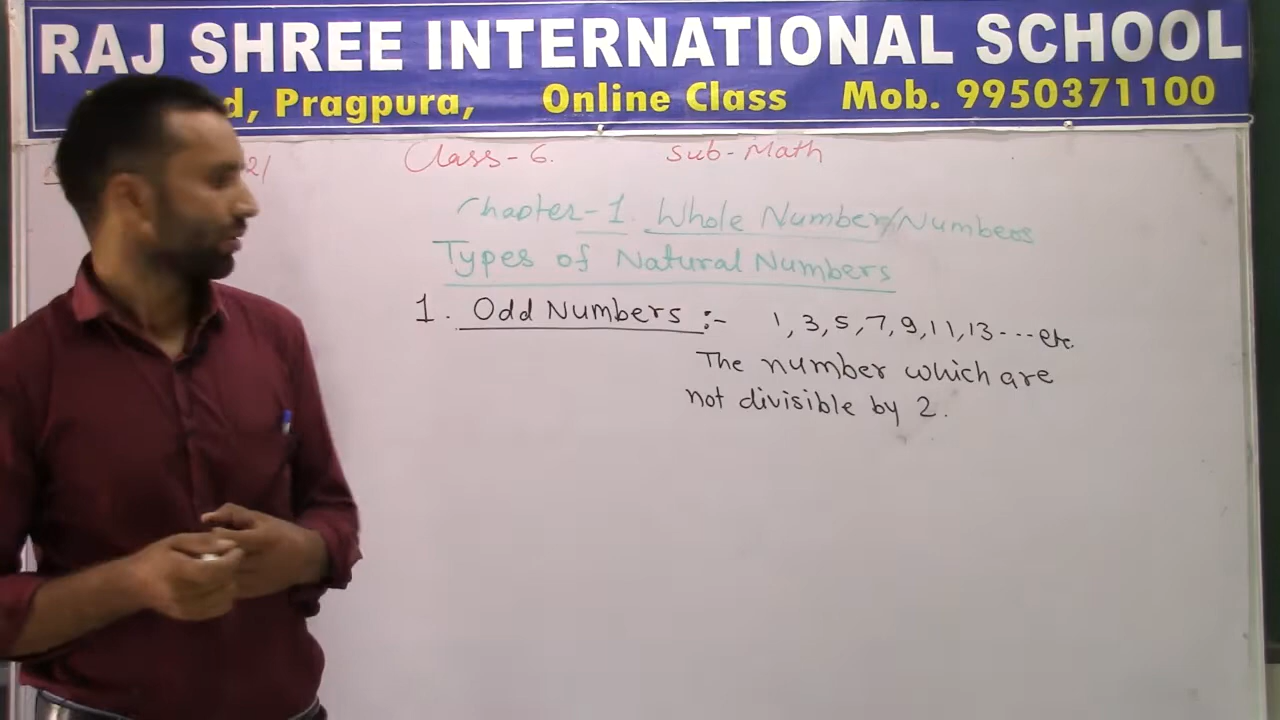 RAJ SHREE INTERNATIONAL SCHOOL
Pragpura, Online Class Mob. 9950371100
Class-6. Sub-Math
Chapter-1. Whole Number/Numbers
Types of Natural Numbers
1. Odd Numbers :- 1, 3, 5, 7, 9, 11, 13 ---- etc.
The number which are
not divisible by 2.